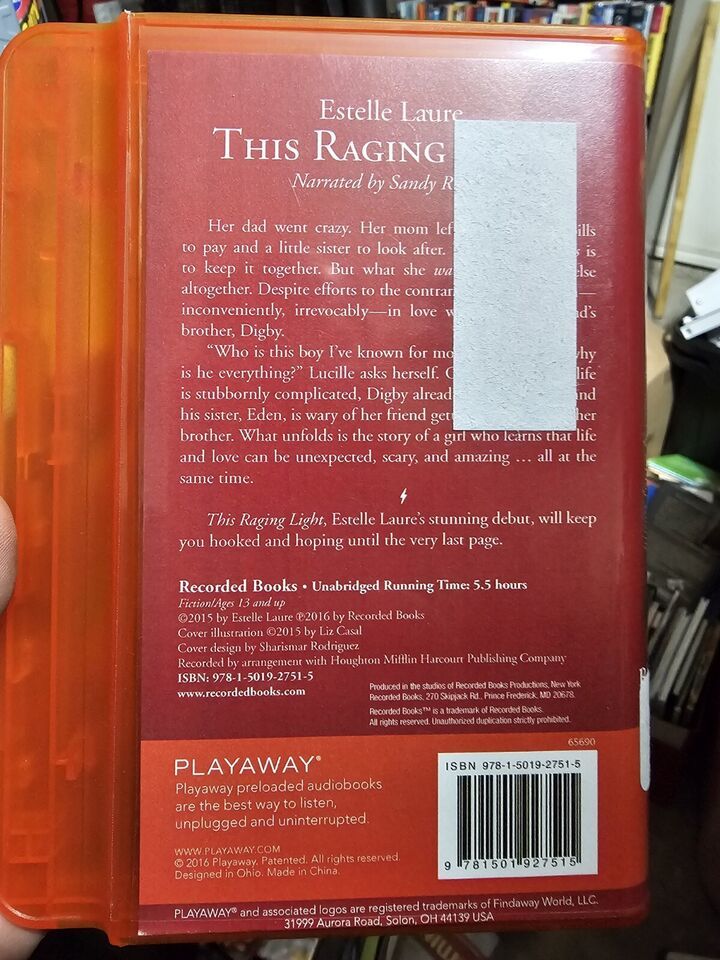 Estelle Laure
THIS RAGING
Narrated by Sandy
Her dad went crazy. Her mom ills
to pay and a little sister to look after. is
to keep it together. But what she else
altogether. Despite efforts to the —
inconveniently, irrevocably—in love
brother, Digby.
“Who is this boy I’ve known for
is he everything?” Lucille asks herself. life
is stubbornly complicated, Digby and
his sister, Eden, is wary of her friend her
brother. What unfolds is the story of a girl who learns that life
and love can be unexpected, scary, and amazing … all at the
same time.
This Raging Light, Estelle Laure’s stunning debut, will keep
you hooked and hoping until the very last page.
Recorded Books • Unabridged Running Time: 5.5 hours
Fiction/Ages 13 and up
©2015 by Estelle Laure ℗2016 by Recorded Books
Cover illustration ©2015 by Liz Casal
Cover design by Sharismar Rodriguez
Recorded by arrangement with Houghton Mifflin Harcourt Publishing Company
ISBN: 978-1-5019-2751-5
www.recordedbooks.com
Produced in the studios of Recorded Books Productions, New York
Recorded Books, 270 Skipjack Rd., Prince Frederick, MD 20678.
Recorded Books™ is a trademark of Recorded Books.
All rights reserved. Unauthorized duplication strictly prohibited.
65690
PLAYAWAY®
Playaway preloaded audiobooks
are the best way to listen,
unplugged and uninterrupted.
WWW.PLAYAWAY.COM
© 2016 Playaway. Patented. All rights reserved.
Designed in Ohio. Made in China.
ISBN 978-1-5019-2751-5
9 781501 927515
PLAYAWAY® and associated logos are registered trademarks of Findaway World, LLC.
31999 Aurora Road, Solon, OH 44139 USA